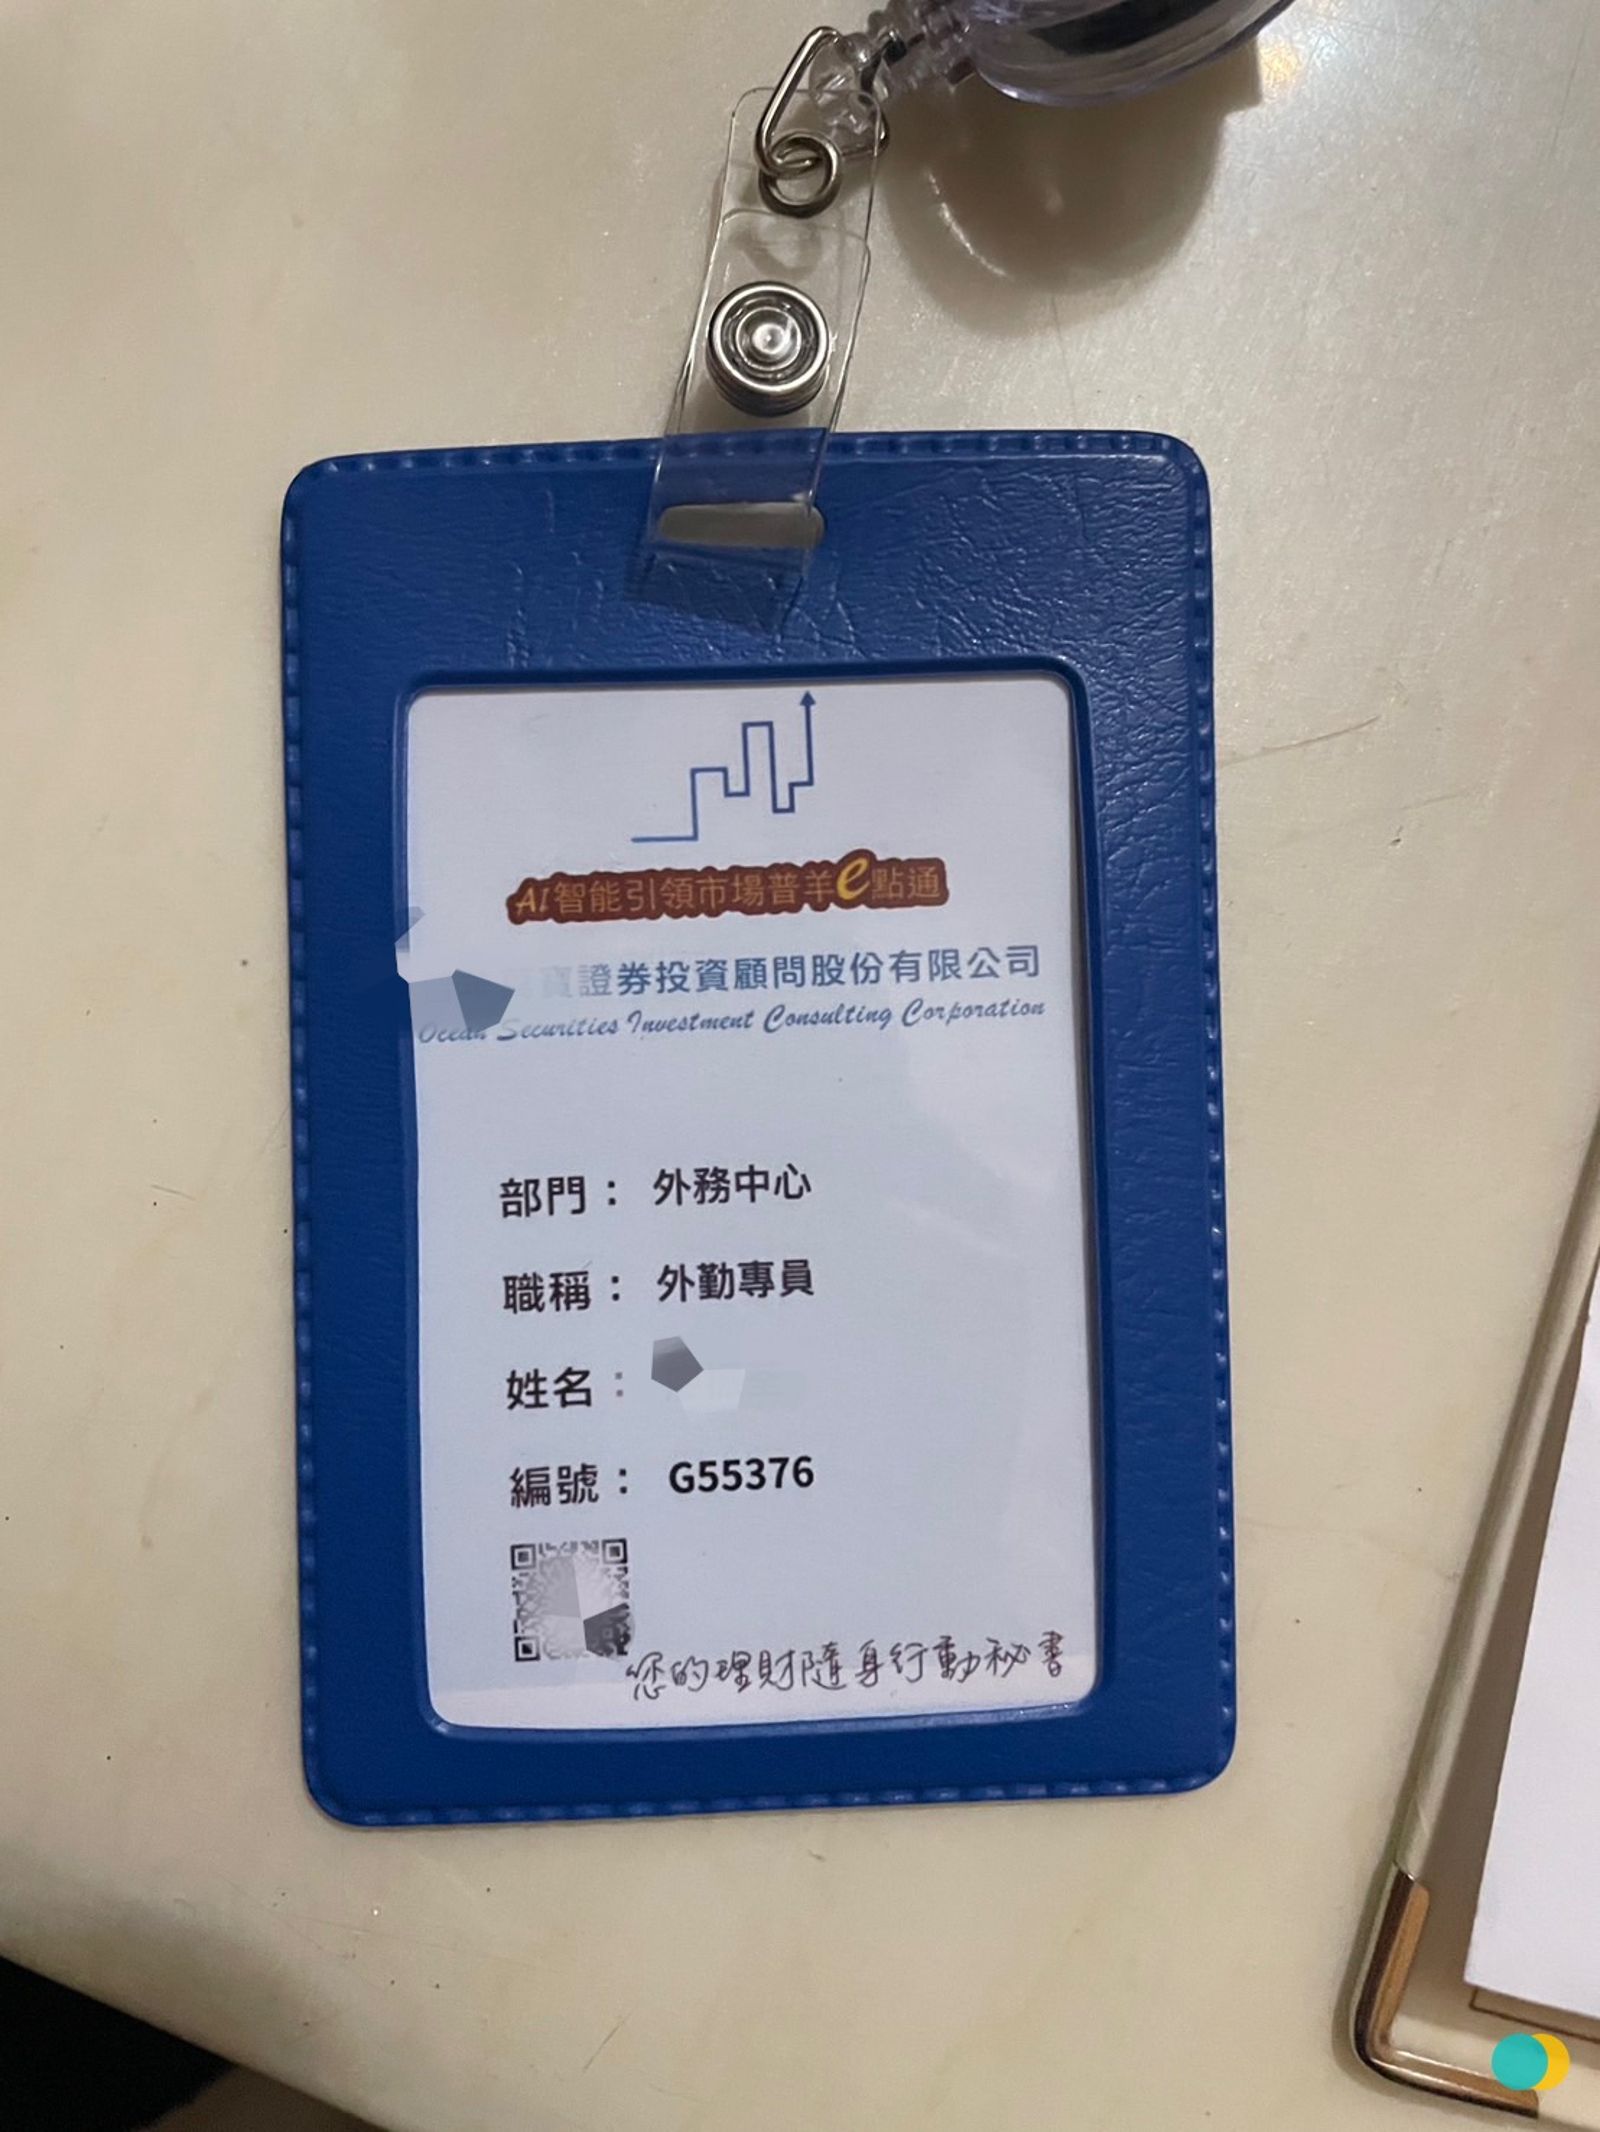 AI智能引領市場普羊e點通
寶證券投資顧問股份有限公司
Ocean Securities Investment Consulting Corporation
部門： 外務中心
職稱： 外勤專員
姓名：
編號： G55376
您的理財隨身行動秘書